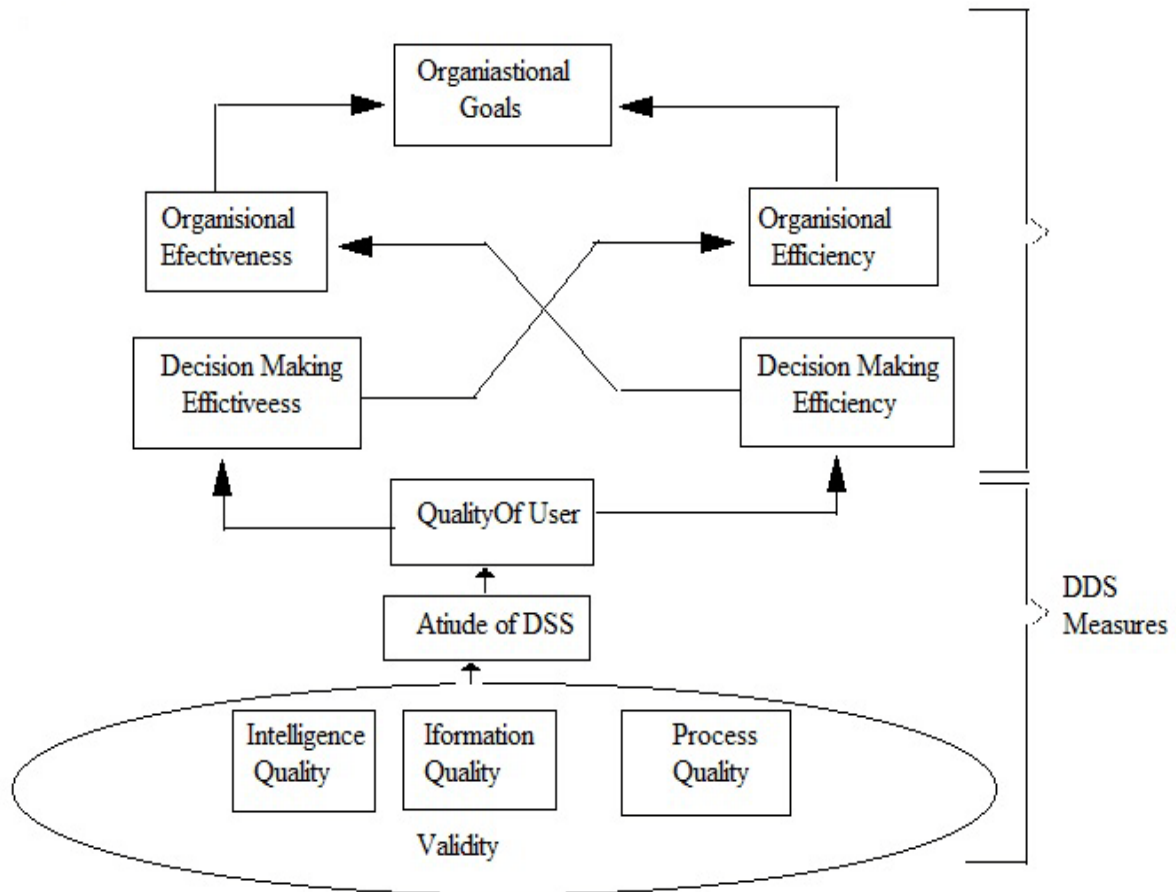 Organiastional
Goals
Organisional
Efectiveness
Organisional
Efficiency
Decision Making
Effictiveess
Decision Making
Efficiency
QualityOf User
Atiude of DSS
DDS
Measures
Intelligence
Quality
Iformation
Quality
Process
Quality
Validity